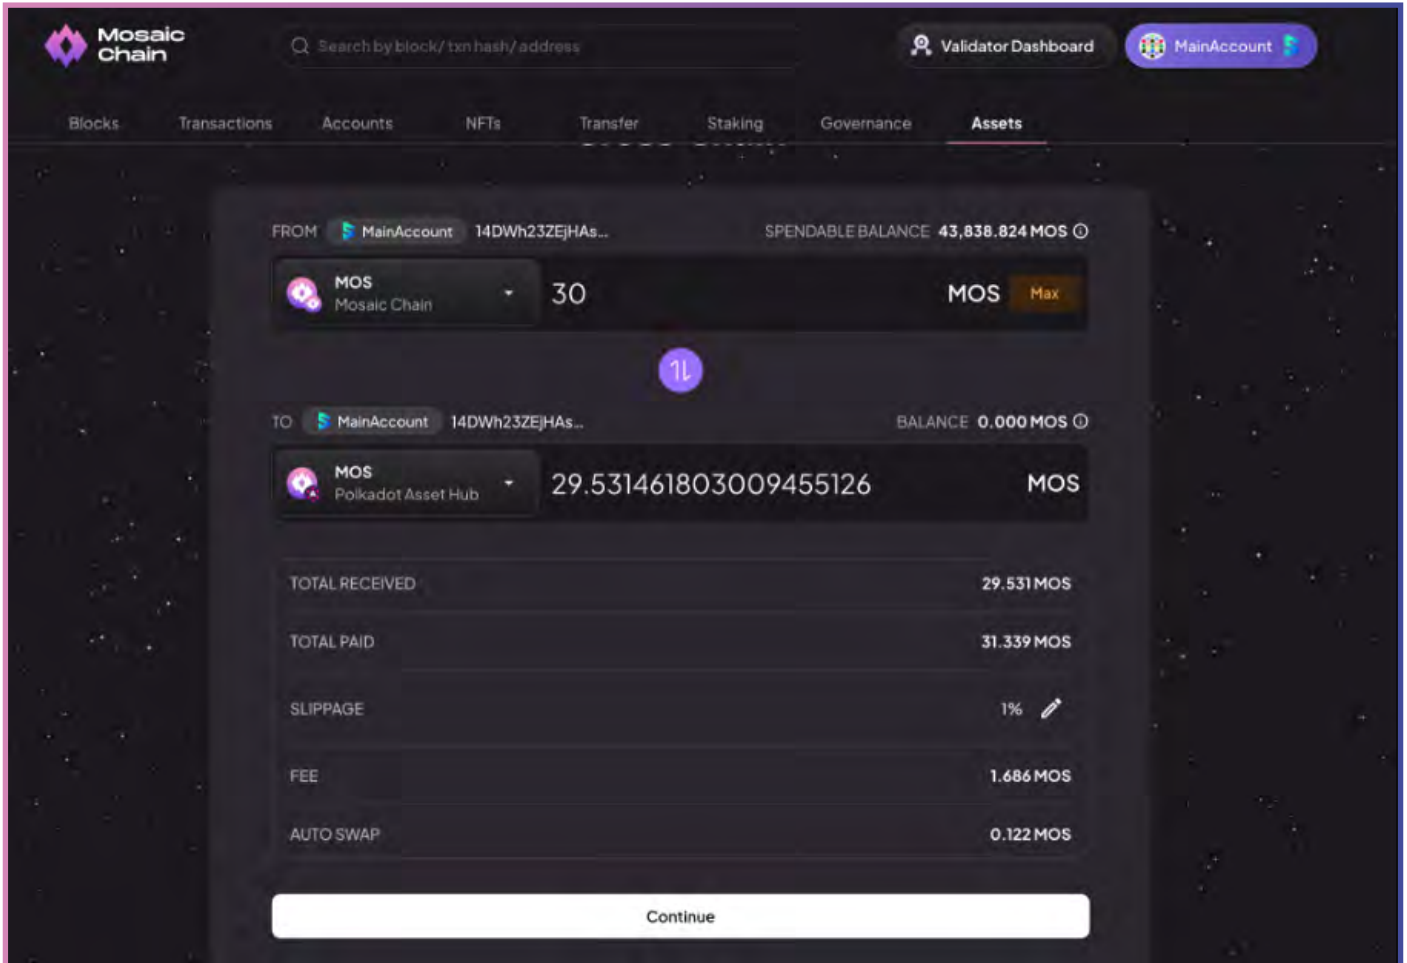 Mosaic
Chain
Search by block/ txn hash/ address
Validator Dashboard
MainAccount
Blocks Transactions Accounts NFTs Transfer Staking Governance Assets
FROM MainAccount 14DWh23ZEjHAs... SPENDABLE BALANCE 43,838.824 MOS
MOS
Mosaic Chain
30
MOS Max
TO MainAccount 14DWh23ZEjHAs... BALANCE 0.000 MOS
MOS
Polkadot Asset Hub
29.531461803009455126
MOS
TOTAL RECEIVED 29.531 MOS
TOTAL PAID 31.339 MOS
SLIPPAGE 1%
FEE 1.686 MOS
AUTO SWAP 0.122 MOS
Continue